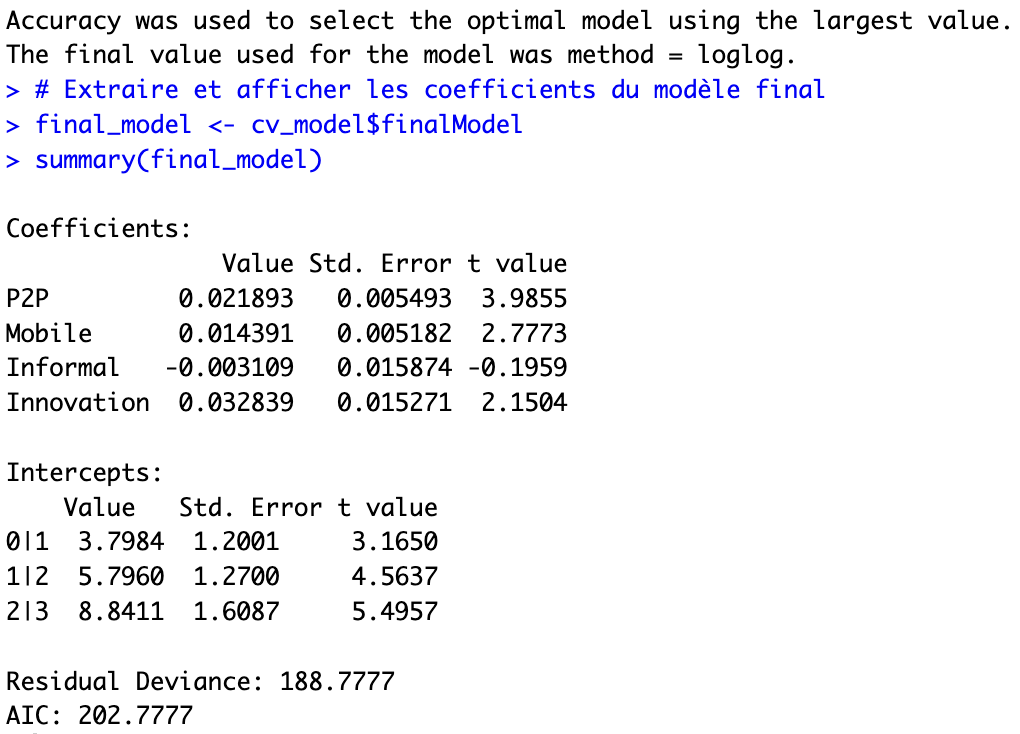 Accuracy was used to select the optimal model using the largest value.
The final value used for the model was method = loglog.
> # Extraire et afficher les coefficients du modèle final
> final_model <- cv_model$finalModel
> summary(final_model)
Coefficients:
Value Std. Error t value
P2P 0.021893 0.005493 3.9855
Mobile 0.014391 0.005182 2.7773
Informal -0.003109 0.015874 -0.1959
Innovation 0.032839 0.015271 2.1504
Intercepts:
Value Std. Error t value
0|1 3.7984 1.2001 3.1650
1|2 5.7960 1.2700 4.5637
2|3 8.8411 1.6087 5.4957
Residual Deviance: 188.7777
AIC: 202.7777